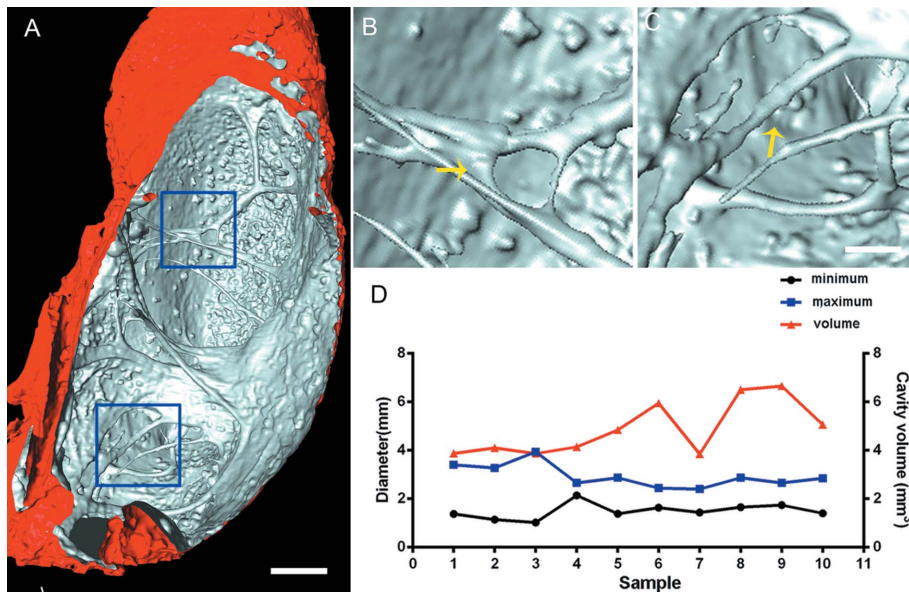 A
B
C
D
minimum
maximum
volume
Diameter(mm)
8
6
4
2
0
8
6
4
2
0
Cavity volume (mm³)
0 1 2 3 4 5 6 7 8 9 10 11
Sample